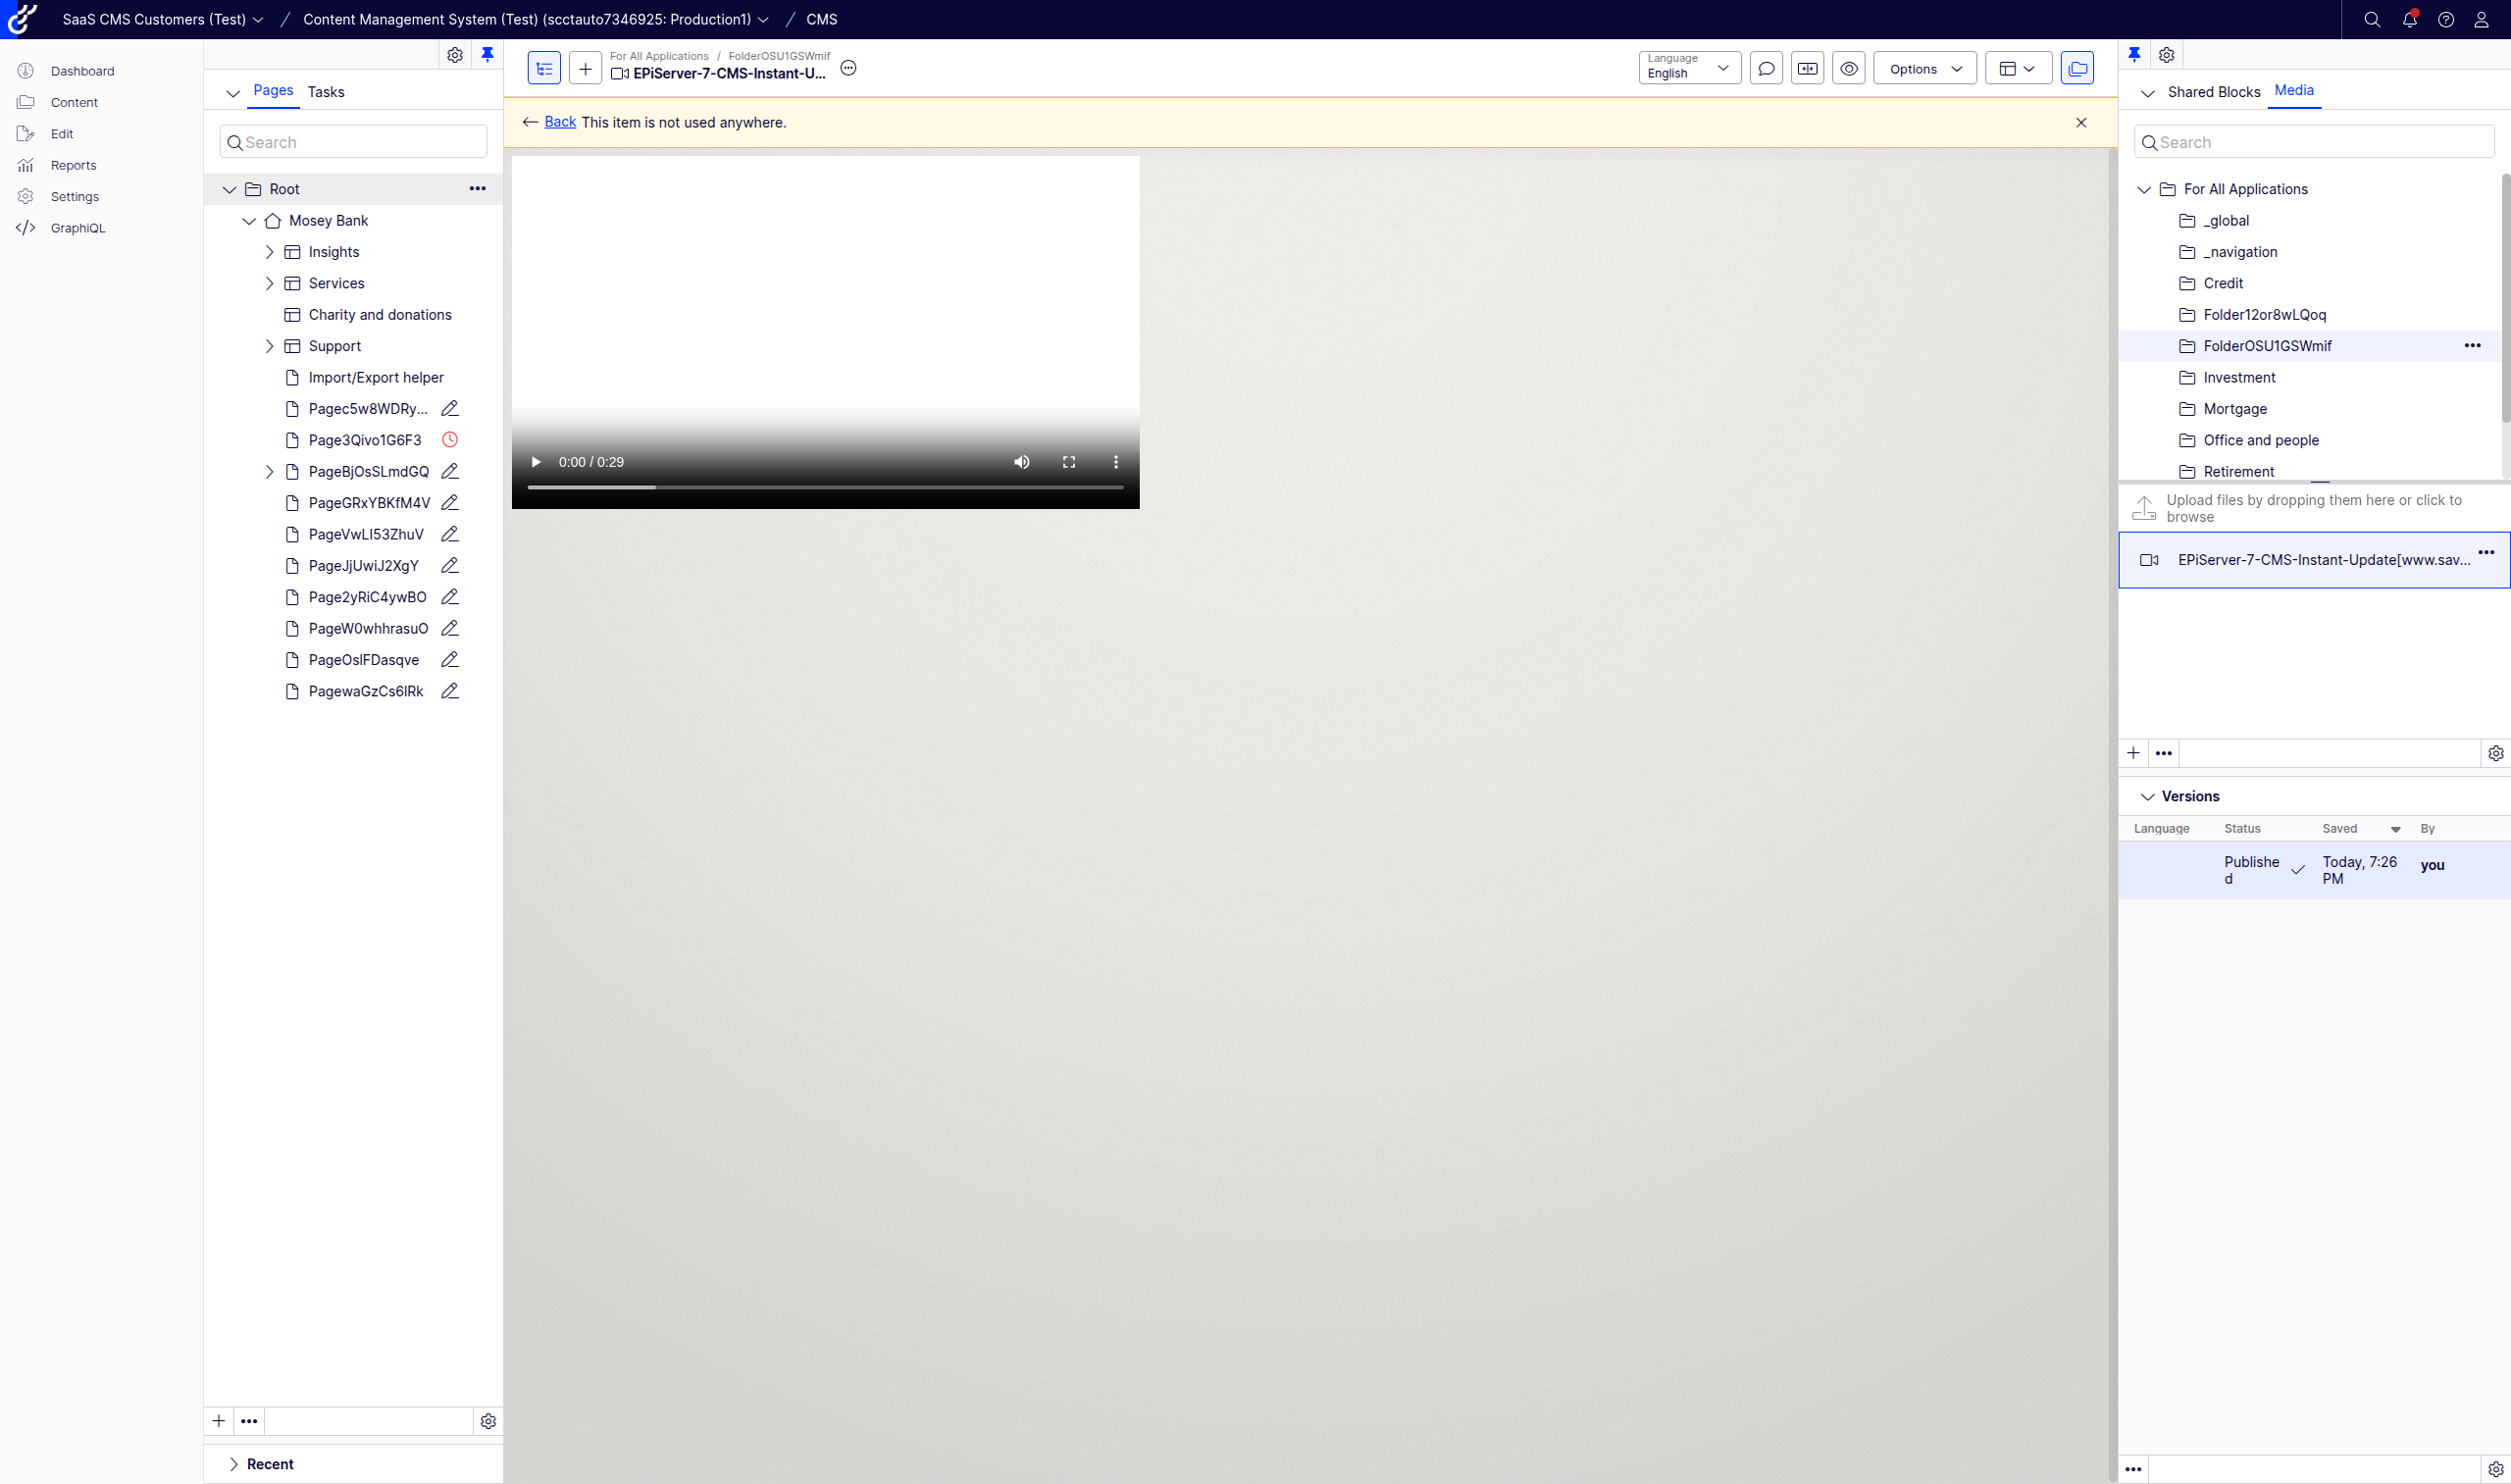 SaaS CMS Customers (Test) / Content Management System (Test) (scctauto7346925: Production1) / CMS
Dashboard
Content
Edit
Reports
Settings
GraphiQL
Pages Tasks
Search
Root
Mosey Bank
Insights
Services
Charity and donations
Support
Import/Export helper
Pagec5w8WDRy...
Page3Qivo1G6F3
PageBjOsSLmdGQ
PageGRxYBKfM4V
PageVwLI53ZhuV
PageJjUwiJ2XgY
Page2yRiC4ywBO
PageW0whhrasuO
PageOsIFDasqve
PagewaGzCs6IRk
Recent
For All Applications / FolderOSU1GSWmif
EPiServer-7-CMS-Instant-U...
Language
English
Options
Back This item is not used anywhere.
0:00 / 0:29
Shared Blocks Media
Search
For All Applications
_global
_navigation
Credit
Folder12or8wLQoq
FolderOSU1GSWmif
Investment
Mortgage
Office and people
Retirement
Upload files by dropping them here or click to
browse
EPiServer-7-CMS-Instant-Update[www.sav...
Versions
Language Status Saved By
Publishe Today, 7:26 you
d PM